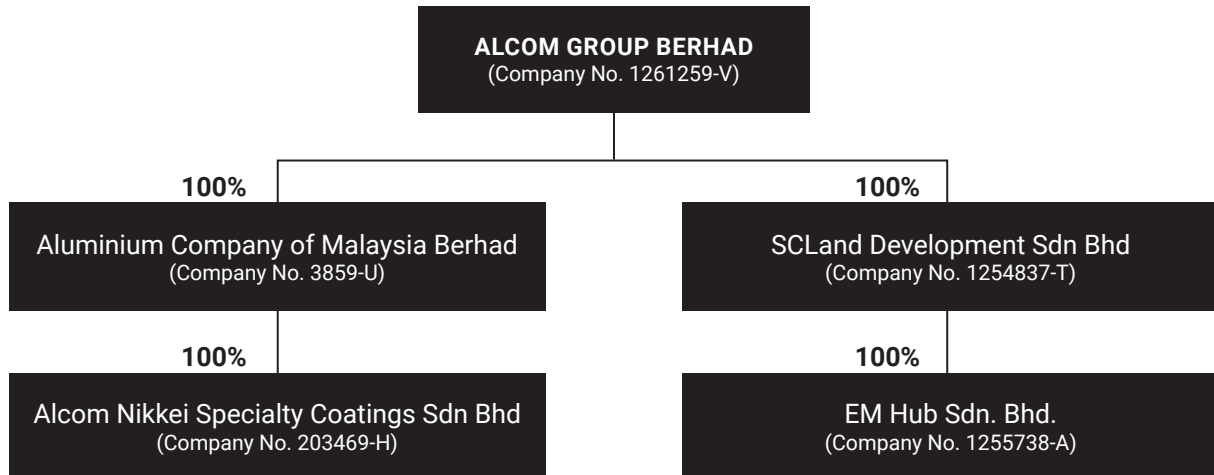 ALCOM GROUP BERHAD
(Company No. 1261259-V)
100%
100%
Aluminium Company of Malaysia Berhad
(Company No. 3859-U)
SCLand Development Sdn Bhd
(Company No. 1254837-T)
100%
100%
Alcom Nikkei Specialty Coatings Sdn Bhd
(Company No. 203469-H)
EM Hub Sdn. Bhd.
(Company No. 1255738-A)